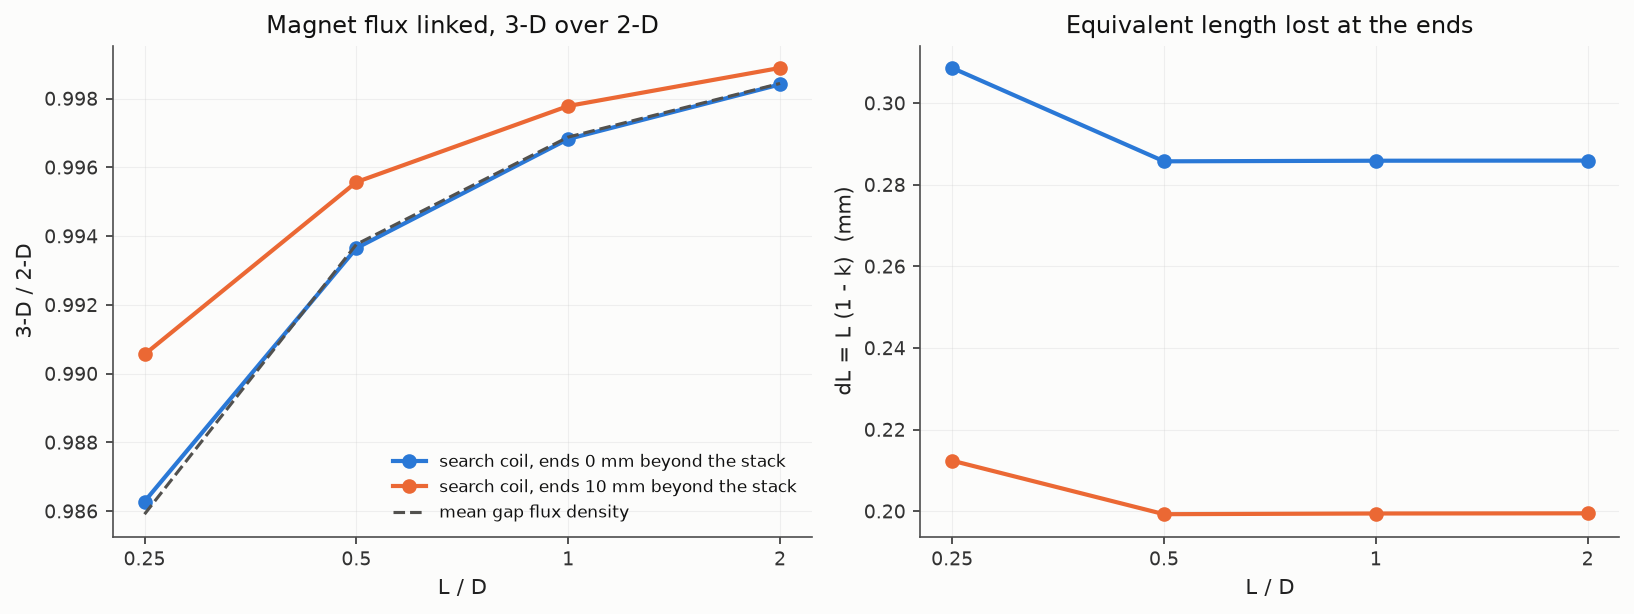 Magnet flux linked, 3-D over 2-D
3-D / 2-D
0.998
0.996
0.994
0.992
0.990
0.988
0.986
search coil, ends 0 mm beyond the stack
search coil, ends 10 mm beyond the stack
mean gap flux density
0.25
0.5
1
2
L / D
Equivalent length lost at the ends
dL = L (1 - k) (mm)
0.30
0.28
0.26
0.24
0.22
0.20
0.25
0.5
1
2
L / D